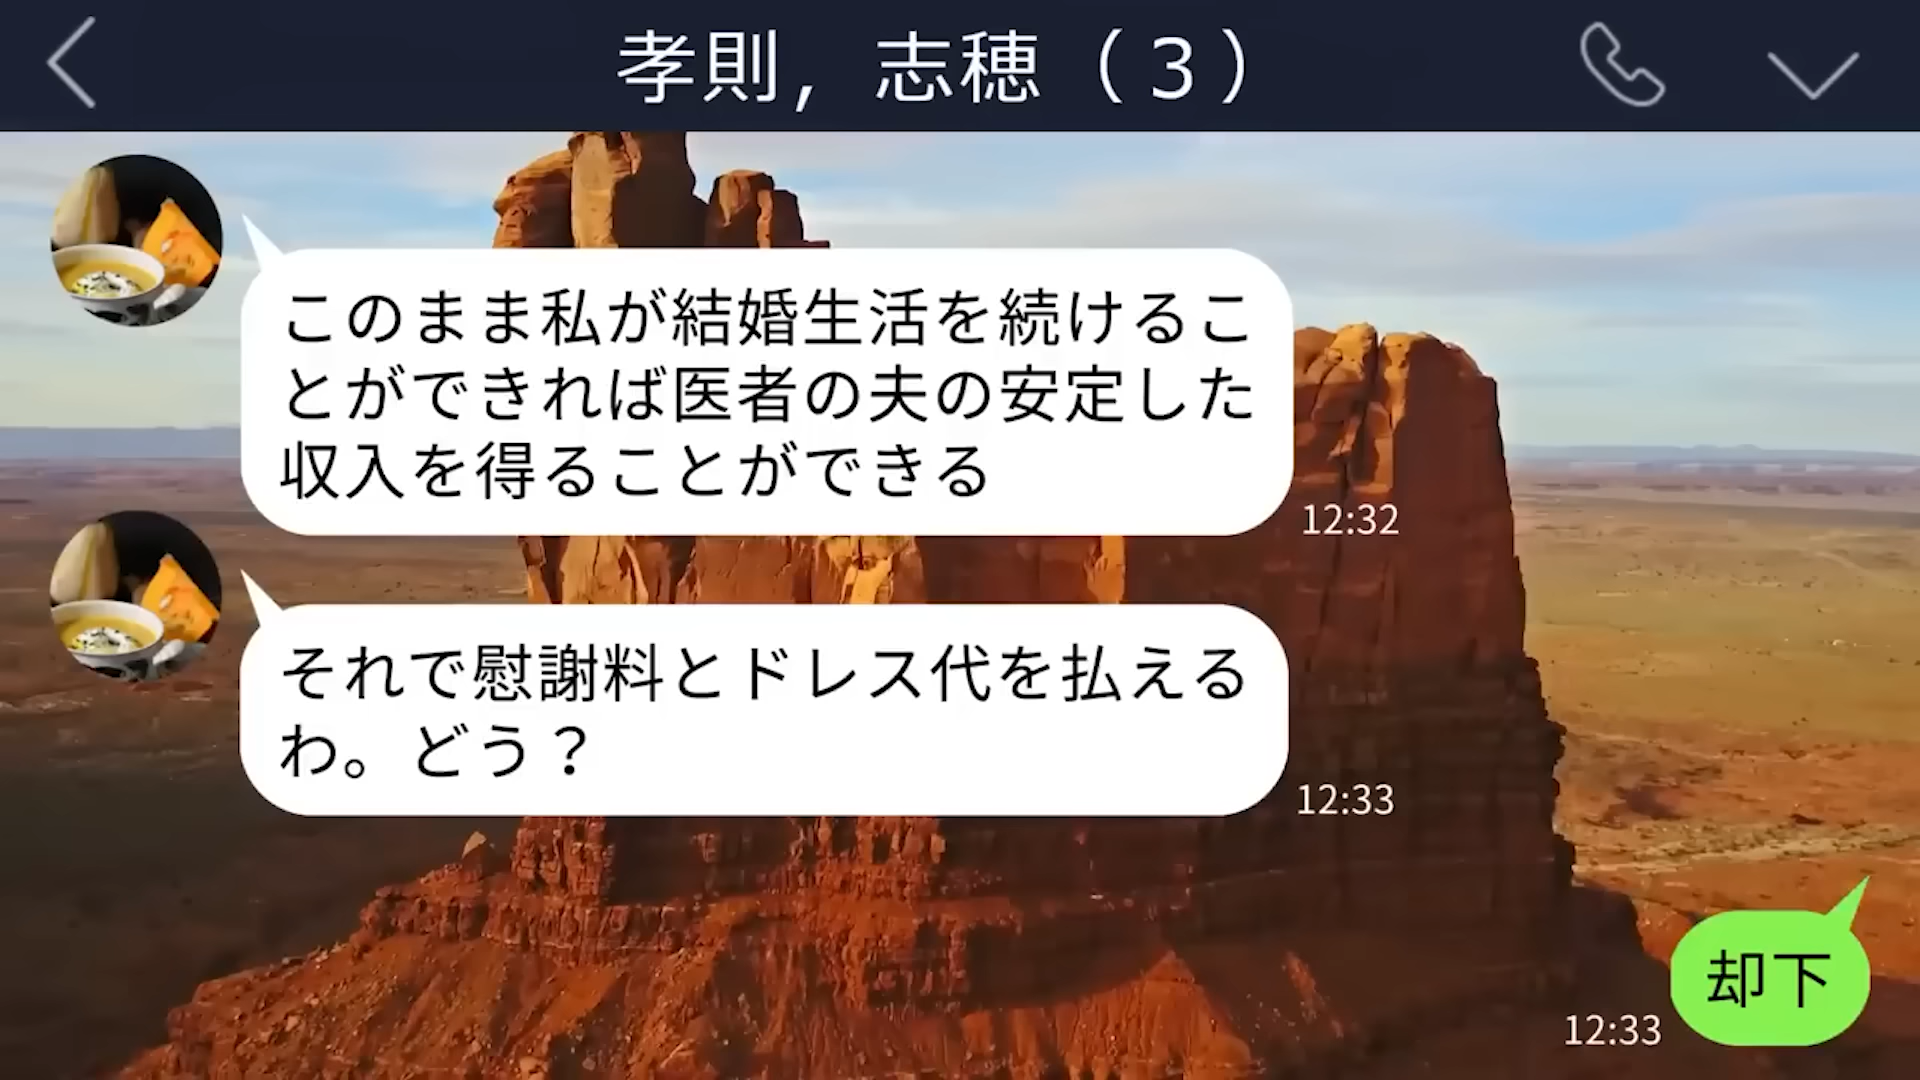 孝則，志穂（3）
このまま私が結婚生活を続けるこ
とができれば医者の夫の安定した
収入を得ることができる
12:32
それで慰謝料とドレス代を払える
わ。どう？
12:33
却下
12:33